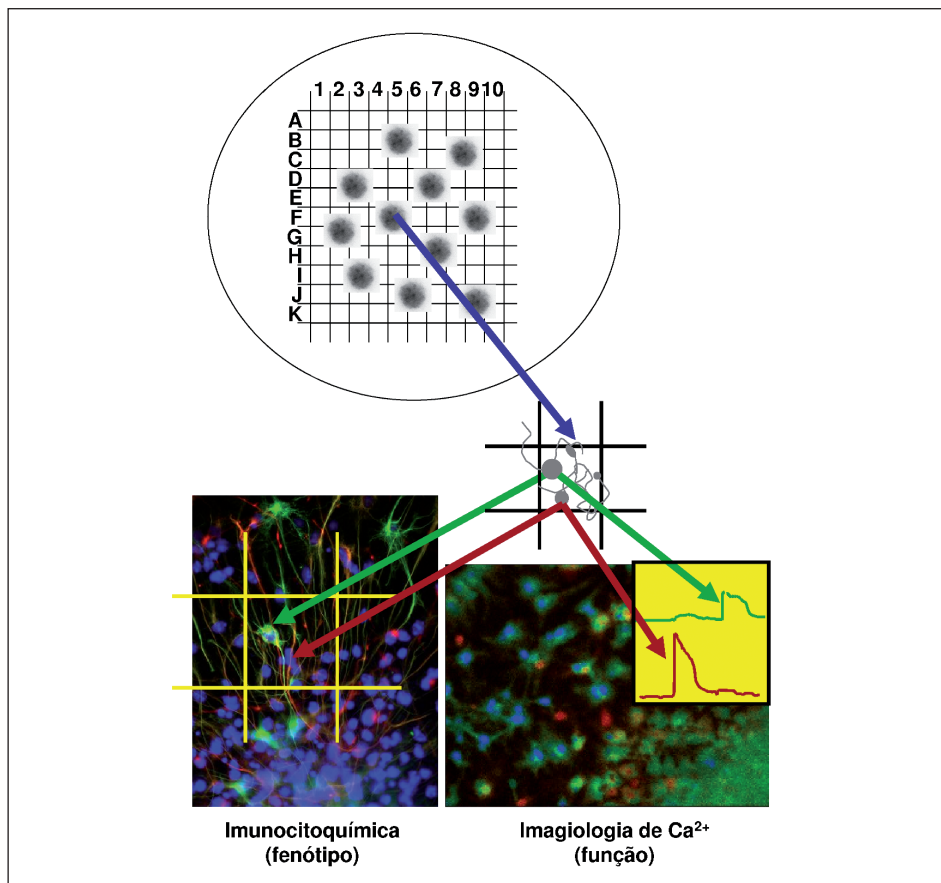 1 2 3 4 5 6 7 8 9 10
A
B
C
D
E
F
G
H
I
J
K
Imunocitoquímica
(fenótipo)
Imagiologia de Ca²⁺
(função)